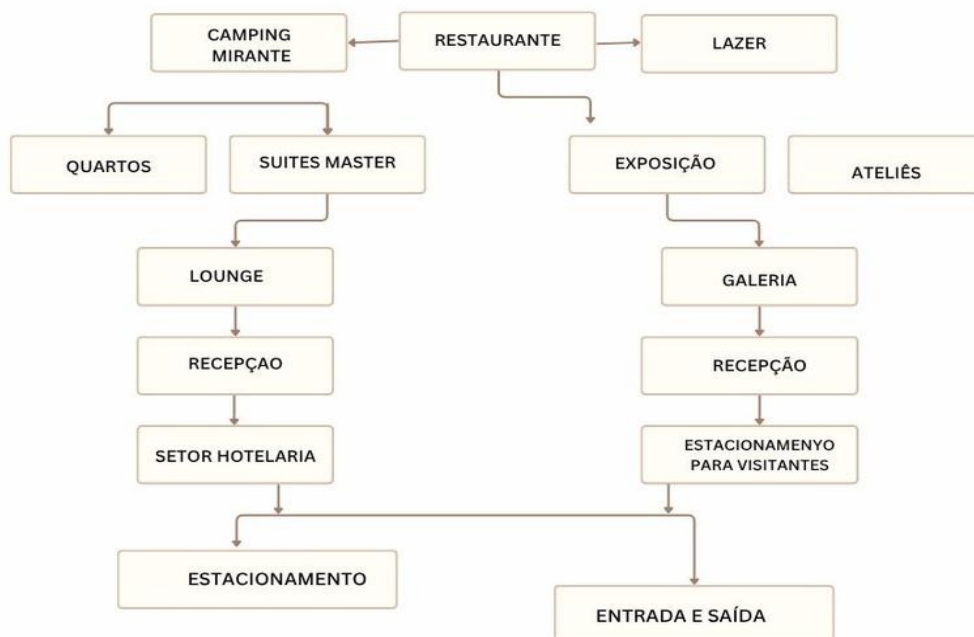 CAMPING
MIRANTE
RESTAURANTE
LAZER
QUARTOS
SUITES MASTER
EXPOSIÇÃO
ATELIÊS
LOUNGE
GALERIA
RECEPÇAO
RECEPÇÃO
SETOR HOTELARIA
ESTACIONAMENYO
PARA VISITANTES
ESTACIONAMENTO
ENTRADA E SAÍDA